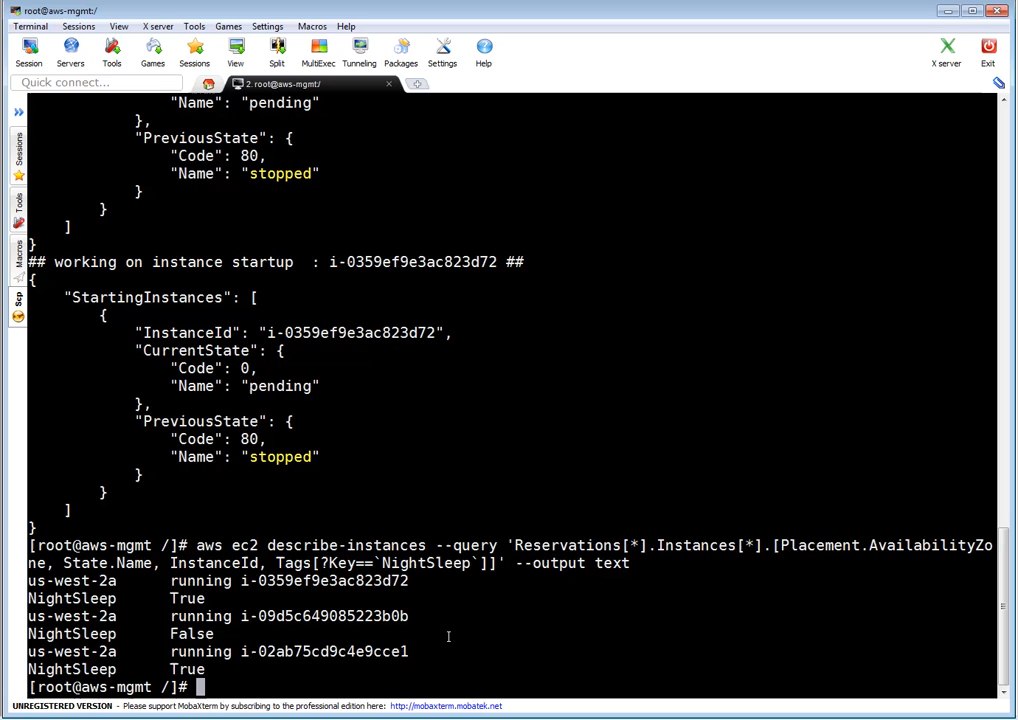 root@aws-mgmt:/
Terminal Sessions View X server Tools Games Settings Macros Help
Session Servers Tools Games Sessions View Split MultiExec Tunneling Packages Settings Help X server Exit
Quick connect... 2. root@aws-mgmt:/
Sessions
Tools
Macros
Scp
"Name": "pending"
},
"PreviousState": {
"Code": 80,
"Name": "stopped"
}
}
]
}
## working on instance startup : i-0359ef9e3ac823d72 ##
{
"StartingInstances": [
{
"InstanceId": "i-0359ef9e3ac823d72",
"CurrentState": {
"Code": 0,
"Name": "pending"
},
"PreviousState": {
"Code": 80,
"Name": "stopped"
}
}
]
}
[root@aws-mgmt /]# aws ec2 describe-instances --query 'Reservations[*].Instances[*].[Placement.AvailabilityZo
ne, State.Name, InstanceId, Tags[?Key==`NightSleep`]]' --output text
us-west-2a running i-0359ef9e3ac823d72
NightSleep True
us-west-2a running i-09d5c649085223b0b
NightSleep False
us-west-2a running i-02ab75cd9c4e9cce1
NightSleep True
[root@aws-mgmt /]#
UNREGISTERED VERSION - Please support MobaXterm by subscribing to the professional edition here: http://mobaxterm.mobatek.net